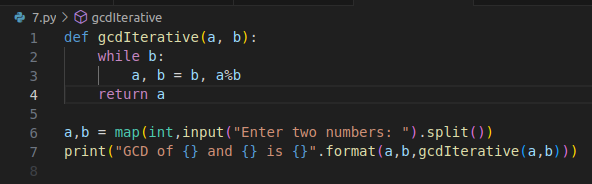 7.py > gcdIterative
1 def gcdIterative(a, b):
2     while b:
3         a, b = b, a%b
4     return a
5
6 a,b = map(int,input("Enter two numbers: ").split())
7 print("GCD of {} and {} is {}".format(a,b,gcdIterative(a,b)))
8